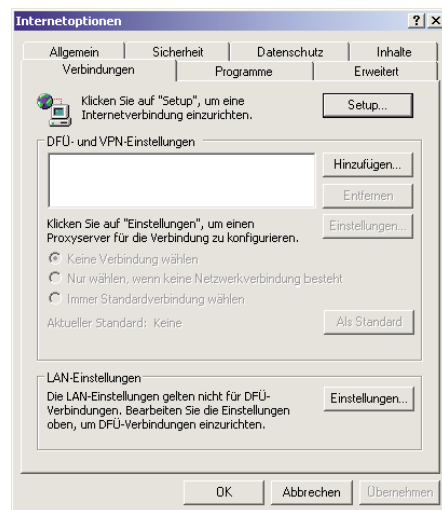 Internetoptionen
Allgemein
Sicherheit
Datenschutz
Inhalte
Verbindungen
Programme
Erweitert
Klicken Sie auf "Setup", um eine
Internetverbindung einzurichten.
Setup...
DFÜ- und VPN-Einstellungen
Hinzufügen...
Entfernen
Klicken Sie auf "Einstellungen", um einen
Proxyserver für die Verbindung zu konfigurieren.
Einstellungen...
Keine Verbindung wählen
Nur wählen, wenn keine Netzwerkverbindung besteht
Immer Standardverbindung wählen
Aktueller Standard: Keine
Als Standard
LAN-Einstellungen
Die LAN-Einstellungen gelten nicht für DFÜ-
Verbindungen. Bearbeiten Sie die Einstellungen
oben, um DFÜ-Verbindungen einzurichten.
Einstellungen...
OK
Abbrechen
Übernehmen